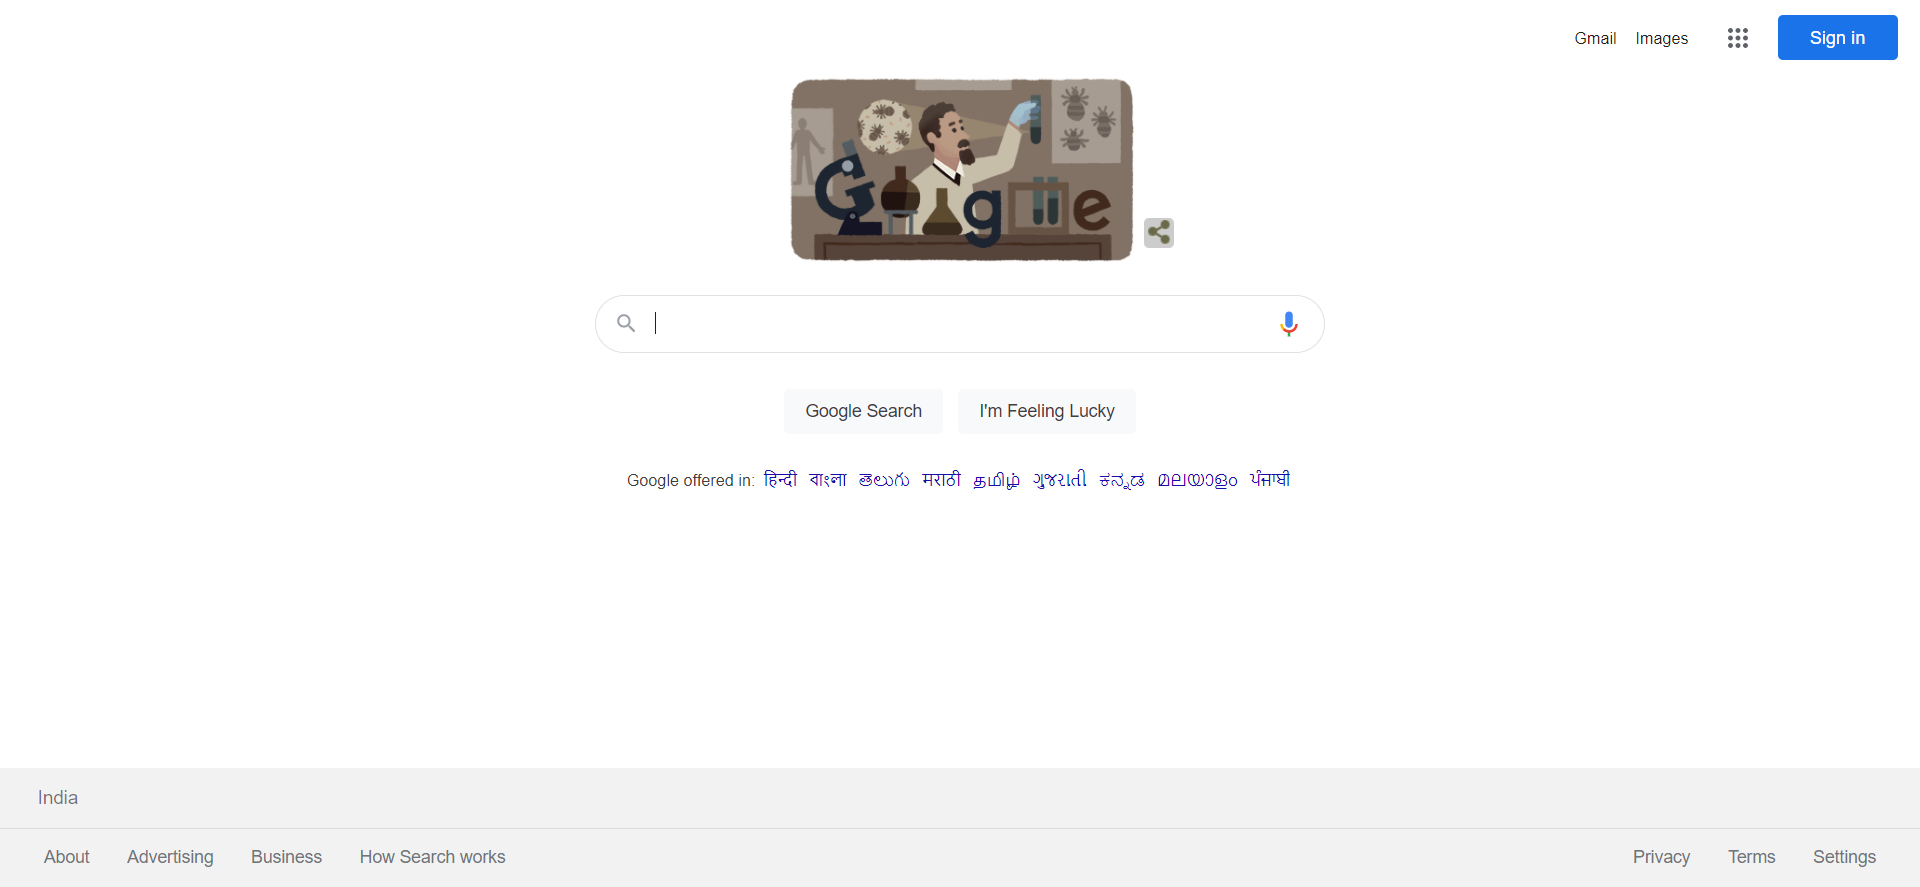 Gmail Images Sign in
Google
Google Search I'm Feeling Lucky
Google offered in: हिन्दी বাংলা తెలుగు मराठी தமிழ் ગુજરાતી ಕನ್ನಡ മലയാളം ਪੰਜਾਬੀ
India
About Advertising Business How Search works Privacy Terms Settings